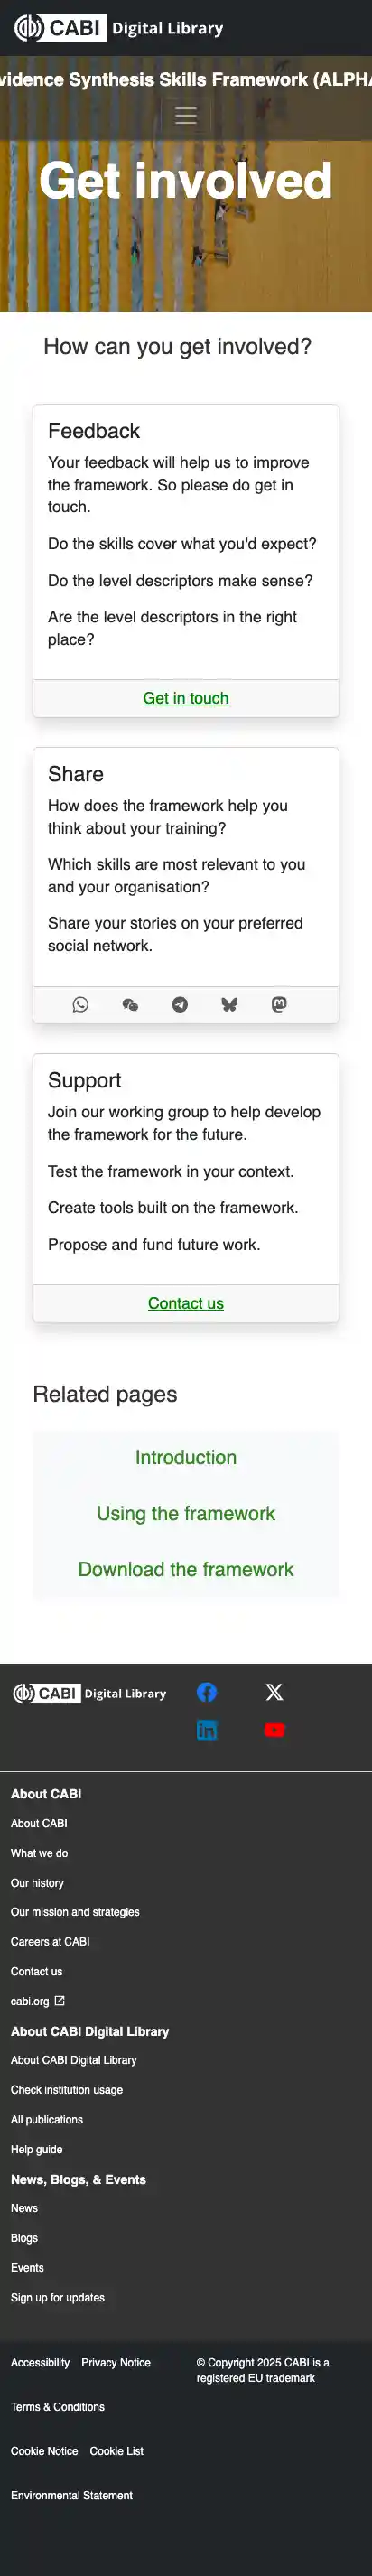 CABI Digital Library
vidence Synthesis Skills Framework (ALPHA
Get involved
How can you get involved?
Feedback
Your feedback will help us to improve
the framework. So please do get in
touch.
Do the skills cover what you'd expect?
Do the level descriptors make sense?
Are the level descriptors in the right
place?
Get in touch
Share
How does the framework help you
think about your training?
Which skills are most relevant to you
and your organisation?
Share your stories on your preferred
social network.
Support
Join our working group to help develop
the framework for the future.
Test the framework in your context.
Create tools built on the framework.
Propose and fund future work.
Contact us
Related pages
Introduction
Using the framework
Download the framework
CABI Digital Library
About CABI
About CABI
What we do
Our history
Our mission and strategies
Careers at CABI
Contact us
cabi.org
About CABI Digital Library
About CABI Digital Library
Check institution usage
All publications
Help guide
News, Blogs, & Events
News
Blogs
Events
Sign up for updates
Accessibility Privacy Notice
Terms & Conditions
Cookie Notice Cookie List
Environmental Statement
© Copyright 2025 CABI is a
registered EU trademark